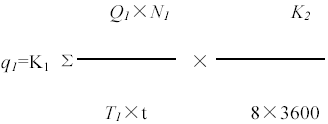 Q1×N1 K2
q1=K1 Σ × 
T1×t 8×3600